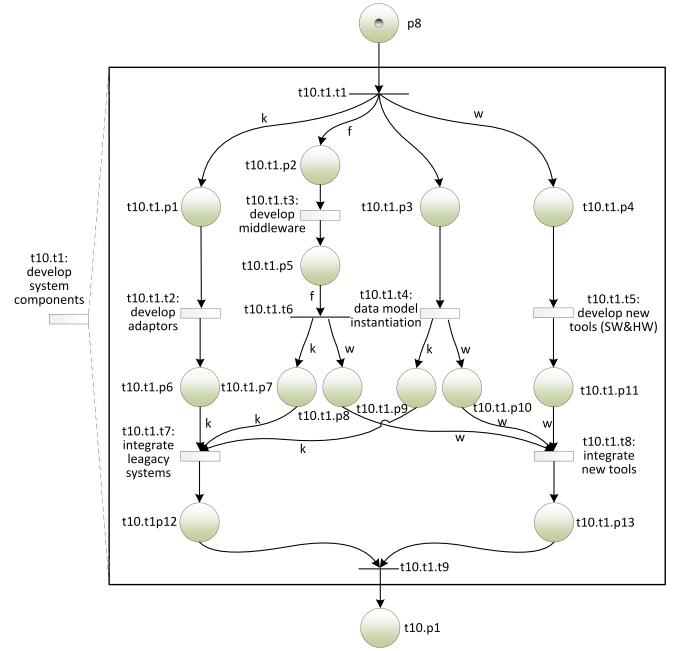 p8
t10.t1.t1
k
w
f
t10.t1.p2
t10.t1.p1
t10.t1.t3:
develop
middleware
t10.t1.p3
t10.t1.p4
t10.t1.p5
t10.t1:
develop
system
components
t10.t1.t2:
develop
adaptors
f
t10.t1.t6
t10.t1.t4:
data model
instantiation
t10.t1.t5:
develop new
tools (SW&HW)
k
w
k
w
t10.t1.p6
t10.t1.p7
t10.t1.p8
t10.t1.p9
t10.t1.p10
t10.t1.p11
k
k
k
w
w
w
t10.t1.t7:
integrate
leagacy
systems
t10.t1.t8:
integrate
new tools
t10.t1p12
t10.t1.p13
t10.t1.t9
t10.p1